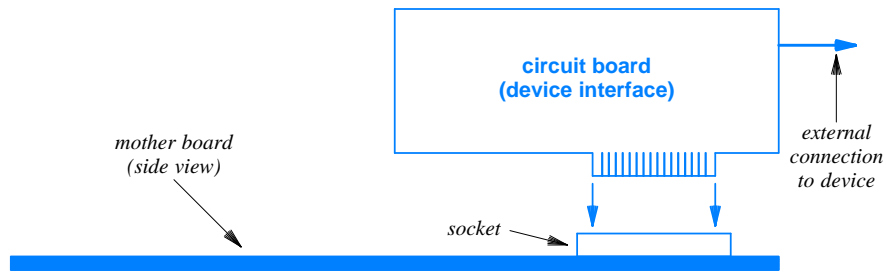 circuit board
(device interface)
external
connection
to device
mother board
(side view)
socket